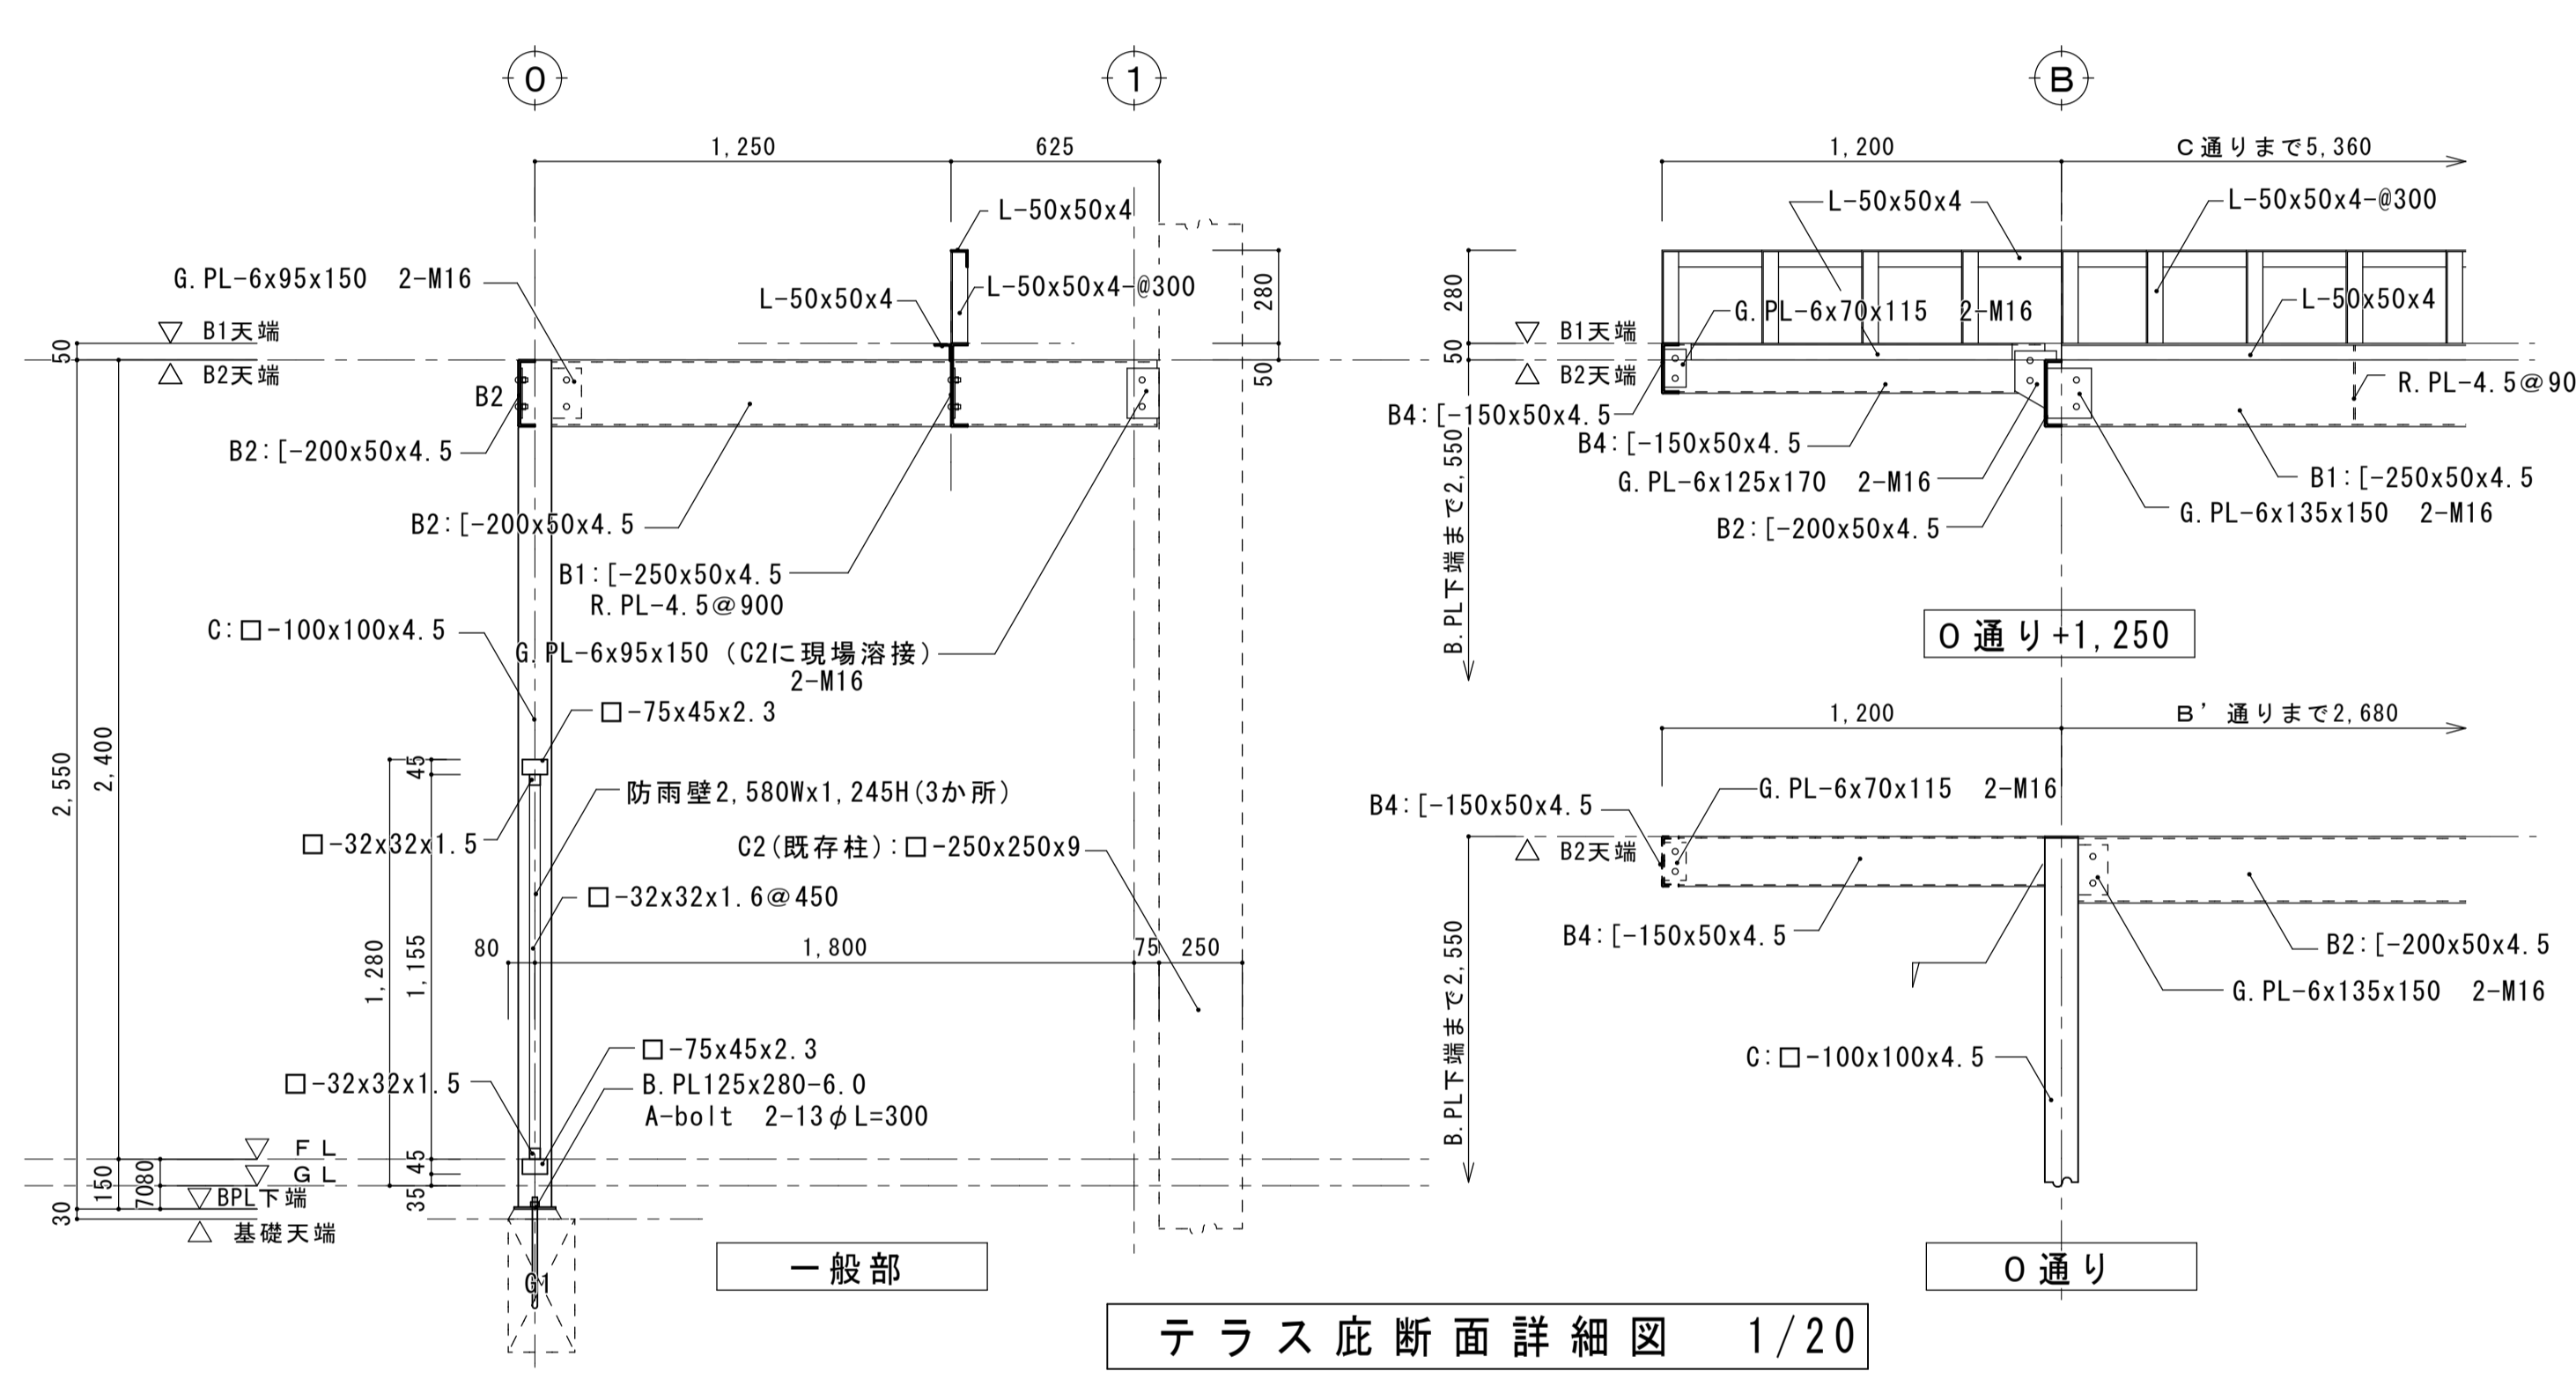 0
1
B
1,250
625
1,200
C通りまで5,360
L-50x50x4
L-50x50x4
L-50x50x4-@300
G.PL-6x95x150 2-M16
L-50x50x4
L-50x50x4-@300
280
280
L-50x50x4
G.PL-6x70x115 2-M16
B1天端
B1天端
50
50
50
B2天端
B2天端
R.PL-4.5@90
B2
B4:[-150x50x4.5
B2:[-200x50x4.5
B4:[-150x50x4.5
B1:[-250x50x4.5
G.PL-6x125x170 2-M16
G.PL-6x135x150 2-M16
B2:[-200x50x4.5
B2:[-200x50x4.5
B.PL下端まで2,550
B1:[-250x50x4.5
R.PL-4.5@900
C:□-100x100x4.5
G.PL-6x95x150 (C2に現場溶接)
2-M16
0通り+1,250
□-75x45x2.3
1,200
B'通りまで2,680
2,550
2,400
45
防雨壁2,580Wx1,245H(3か所)
G.PL-6x70x115 2-M16
B4:[-150x50x4.5
□-32x32x1.5
C2(既存柱):□-250x250x9
B2天端
□-32x32x1.6@450
B4:[-150x50x4.5
B2:[-200x50x4.5
80
1,800
75
250
1,280
1,155
B.PL下端まで2,550
G.PL-6x135x150 2-M16
□-75x45x2.3
C:□-100x100x4.5
□-32x32x1.5
B.PL125x280-6.0
A-bolt 2-13φL=300
FL
45
GL
150
7080
35
BPL下端
30
基礎天端
G1
一般部
0通り
テラス庇断面詳細図 1/20